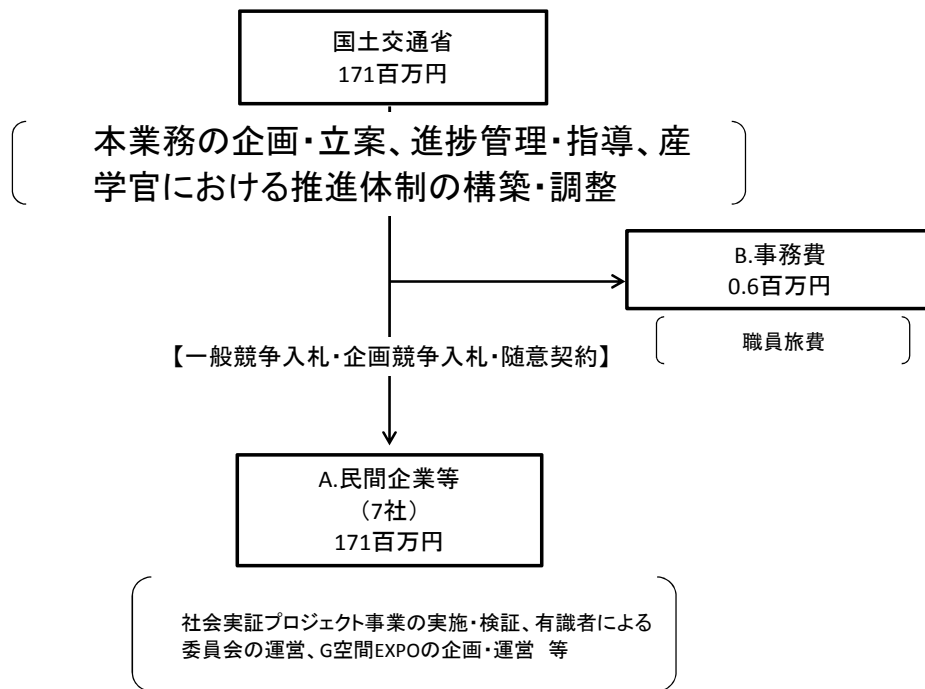 国土交通省
171百万円
本業務の企画・立案、進捗管理・指導、産
学官における推進体制の構築・調整
B.事務費
0.6百万円
職員旅費
【一般競争入札・企画競争入札・随意契約】
A.民間企業等
（7社）
171百万円
社会実証プロジェクト事業の実施・検証、有識者による
委員会の運営、G空間EXPOの企画・運営　等